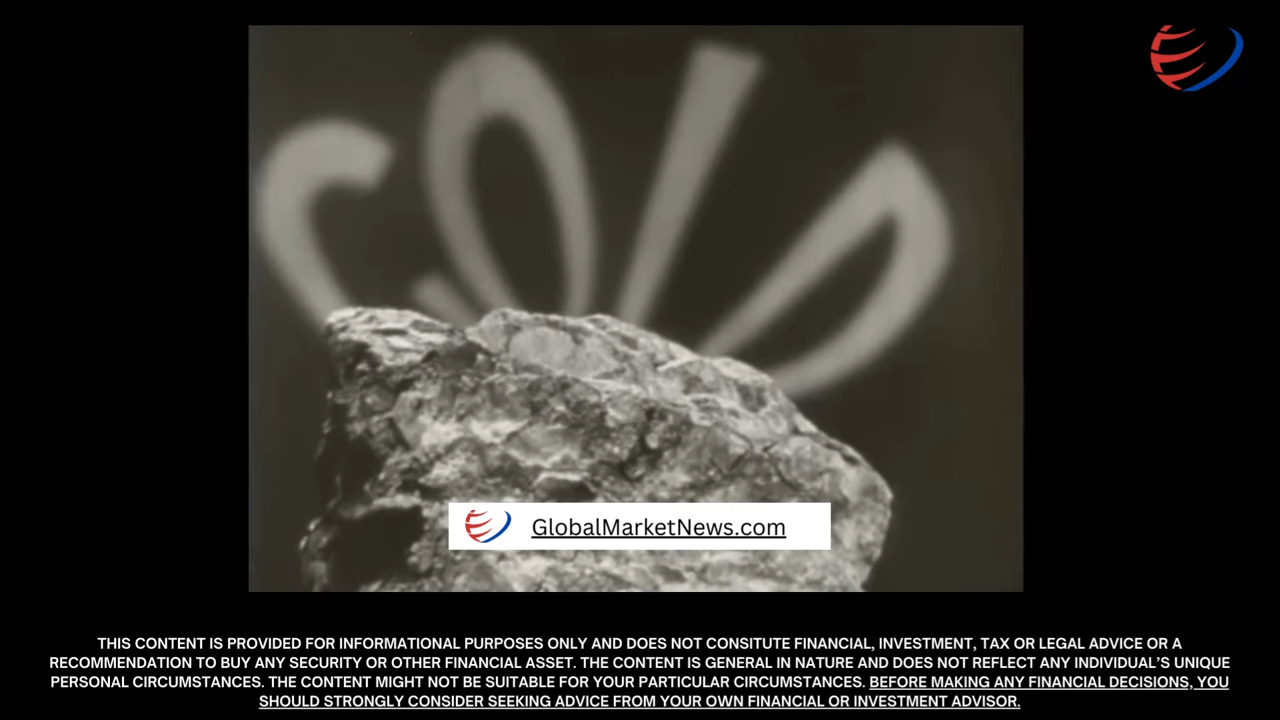 GOLD
GlobalMarketNews.com
THIS CONTENT IS PROVIDED FOR INFORMATIONAL PURPOSES ONLY AND DOES NOT CONSITUTE FINANCIAL, INVESTMENT, TAX OR LEGAL ADVICE OR A
RECOMMENDATION TO BUY ANY SECURITY OR OTHER FINANCIAL ASSET. THE CONTENT IS GENERAL IN NATURE AND DOES NOT REFLECT ANY INDIVIDUAL'S UNIQUE
PERSONAL CIRCUMSTANCES. THE CONTENT MIGHT NOT BE SUITABLE FOR YOUR PARTICULAR CIRCUMSTANCES. BEFORE MAKING ANY FINANCIAL DECISIONS, YOU
SHOULD STRONGLY CONSIDER SEEKING ADVICE FROM YOUR OWN FINANCIAL OR INVESTMENT ADVISOR.